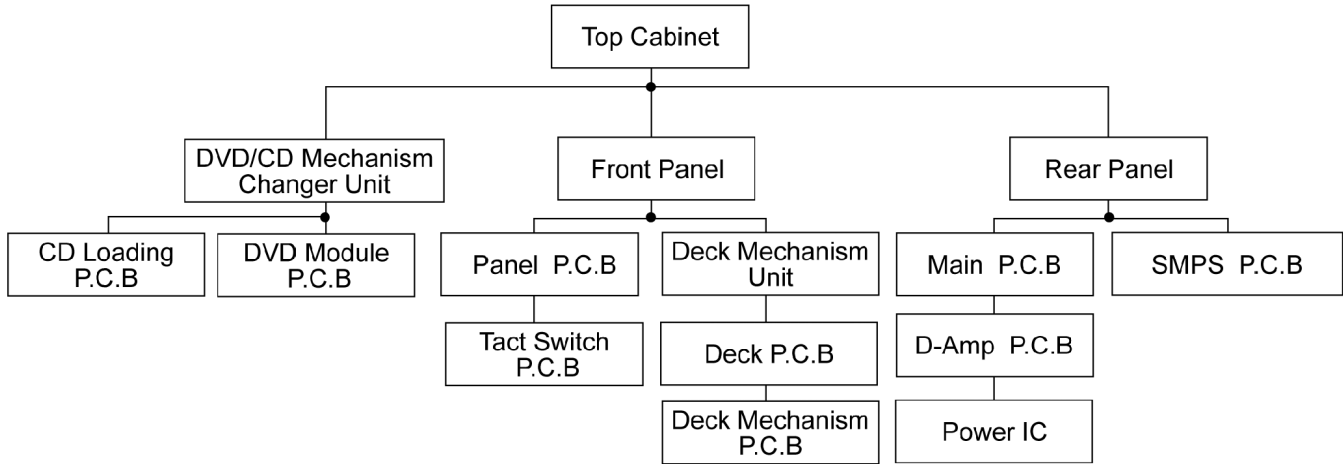 Top Cabinet
DVD/CD Mechanism
Changer Unit
Front Panel
Rear Panel
CD Loading
P.C.B
DVD Module
P.C.B
Panel P.C.B
Deck Mechanism
Unit
Main P.C.B
SMPS P.C.B
Tact Switch
P.C.B
Deck P.C.B
D-Amp P.C.B
Deck Mechanism
P.C.B
Power IC